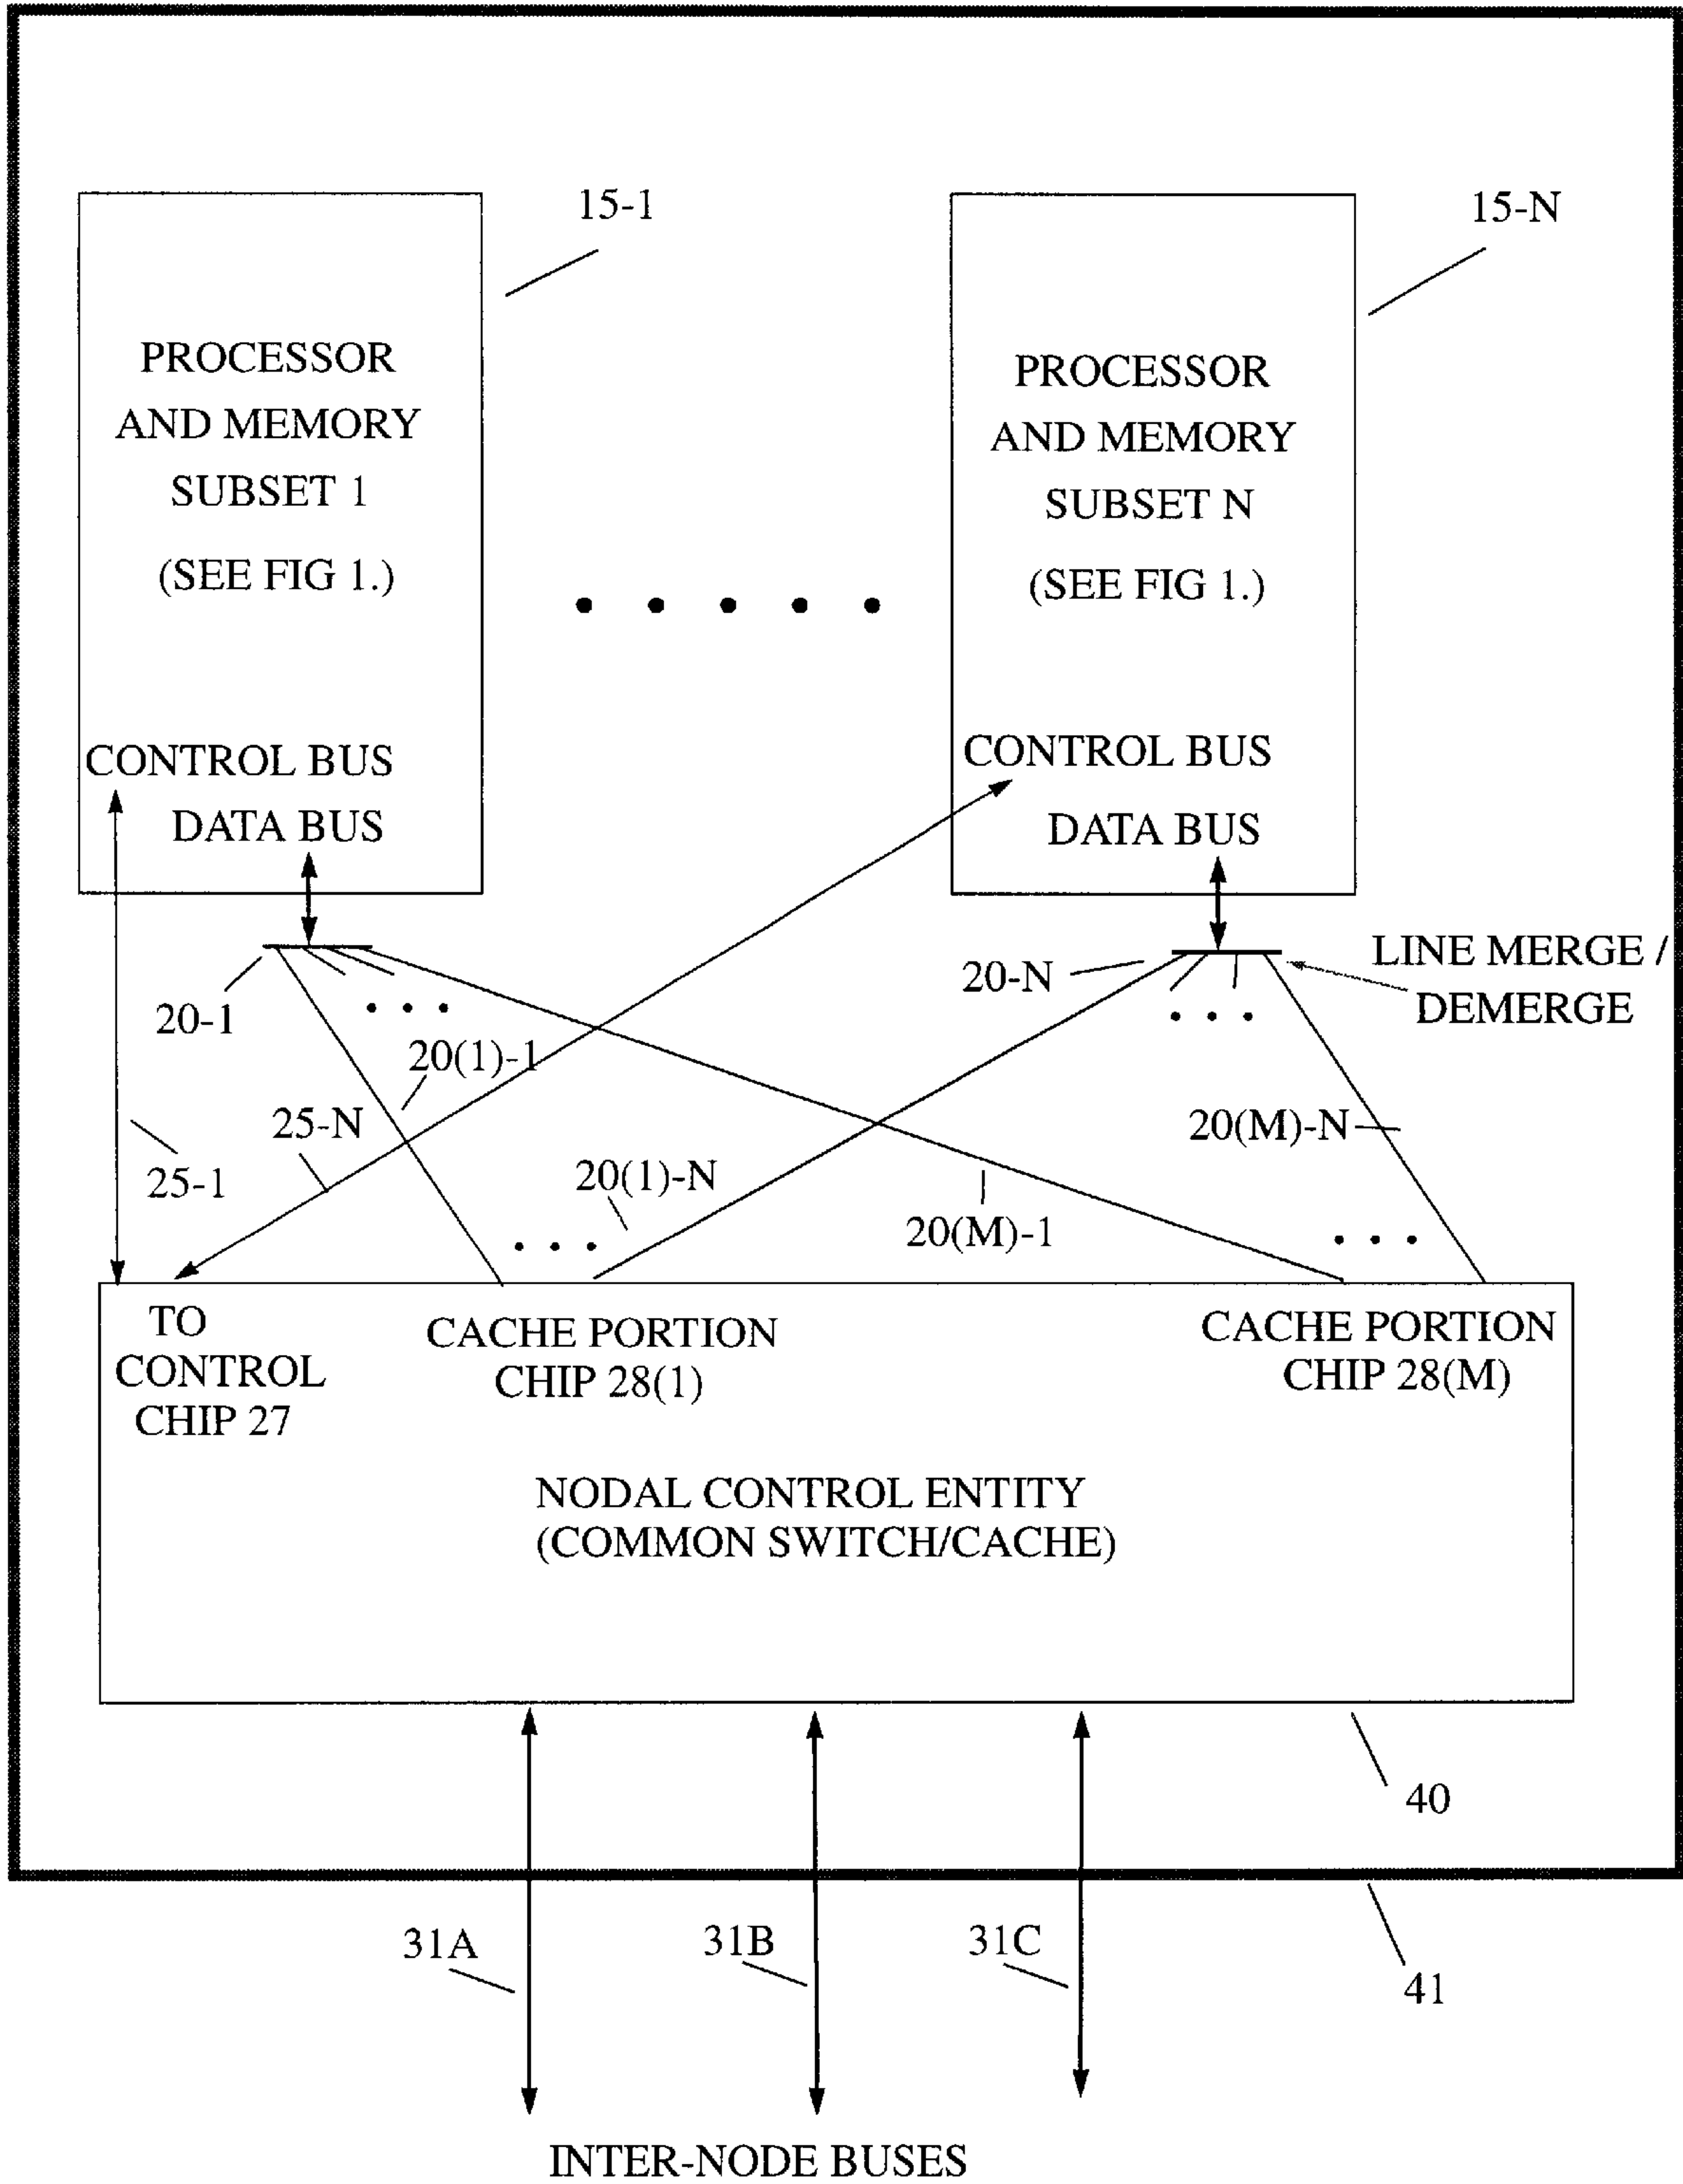 15-1
15-N
PROCESSOR
AND MEMORY
SUBSET 1
(SEE FIG 1.)
PROCESSOR
AND MEMORY
SUBSET N
(SEE FIG 1.)
CONTROL BUS
DATA BUS
CONTROL BUS
DATA BUS
20-1
20-N
LINE MERGE /
DEMERGE
20(1)-1
25-N
25-1
20(1)-N
20(M)-1
20(M)-N
TO
CONTROL
CHIP 27
CACHE PORTION
CHIP 28(1)
CACHE PORTION
CHIP 28(M)
NODAL CONTROL ENTITY
(COMMON SWITCH/CACHE)
40
41
31A
31B
31C
INTER-NODE BUSES